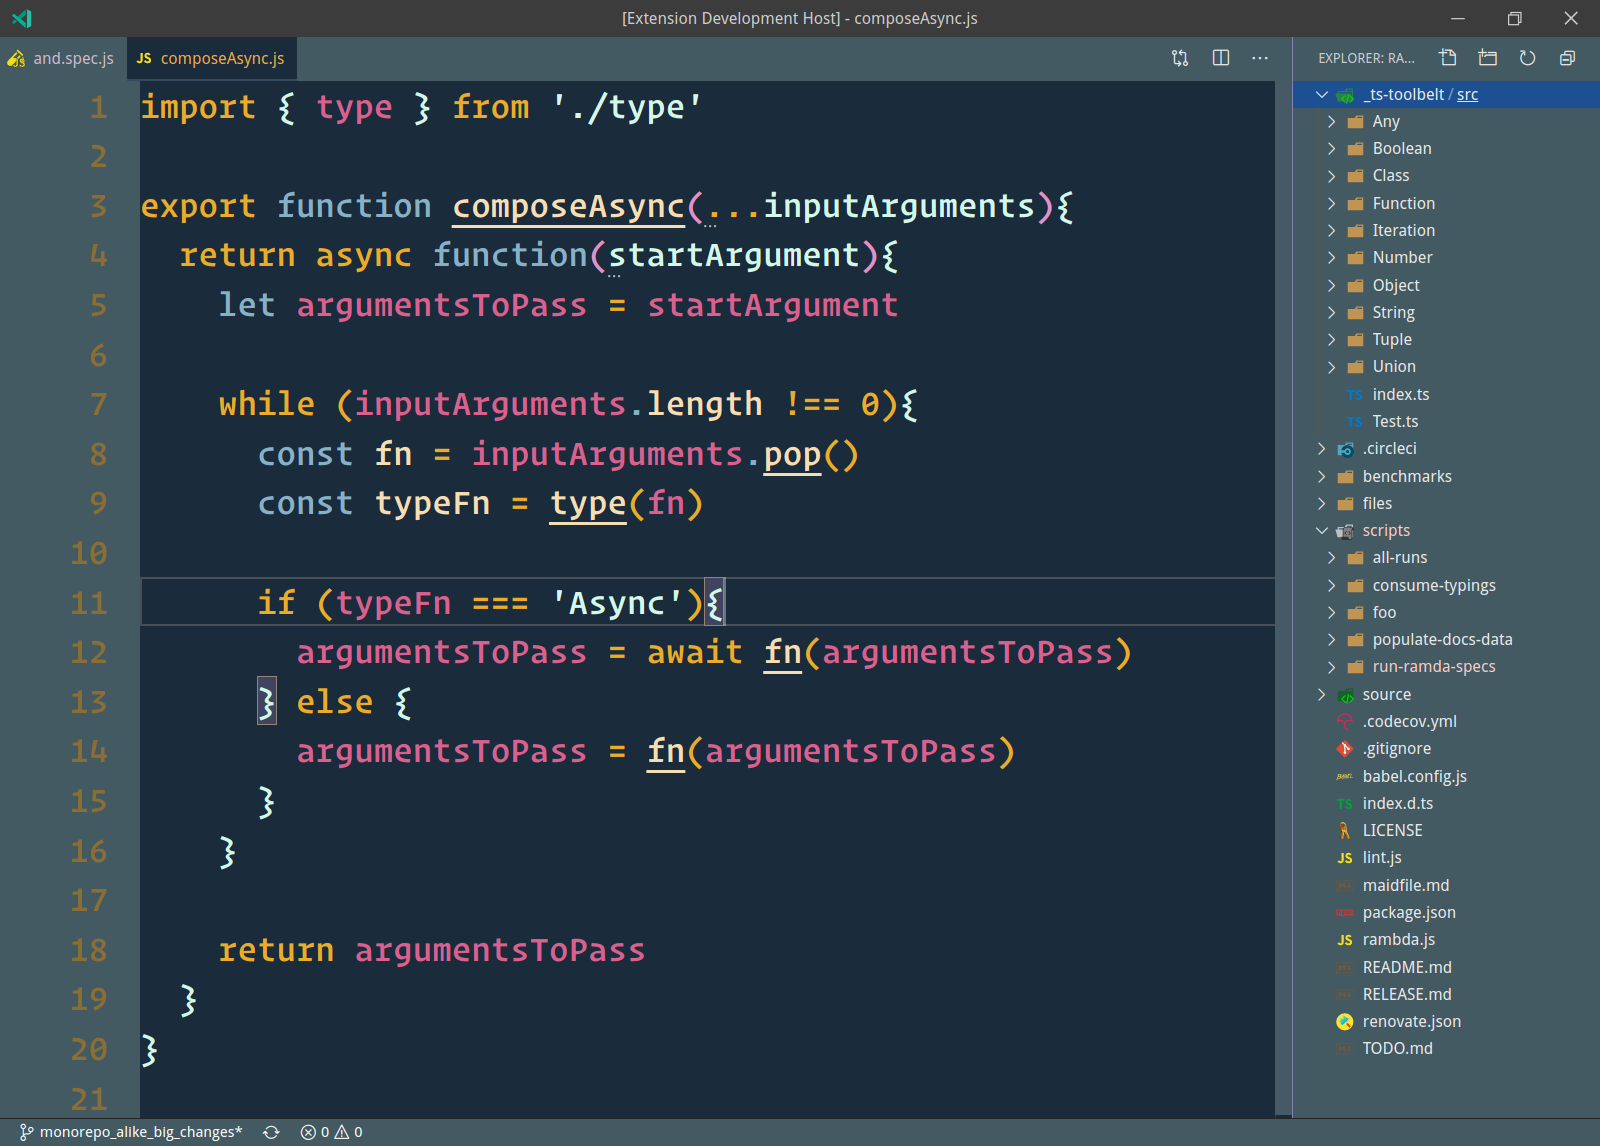 [Extension Development Host] - composeAsync.js
and.spec.js
JS composeAsync.js
1 import { type } from './type'
2
3 export function composeAsync(...inputArguments){
4   return async function(startArgument){
5     let argumentsToPass = startArgument
6
7     while (inputArguments.length !== 0){
8       const fn = inputArguments.pop()
9       const typeFn = type(fn)
10
11       if (typeFn === 'Async'){
12         argumentsToPass = await fn(argumentsToPass)
13       } else {
14         argumentsToPass = fn(argumentsToPass)
15       }
16     }
17
18     return argumentsToPass
19   }
20 }
21
EXPLORER: RA...
_ts-toolbelt / src
Any
Boolean
Class
Function
Iteration
Number
Object
String
Tuple
Union
TS index.ts
TS Test.ts
.circleci
benchmarks
files
scripts
all-runs
consume-typings
foo
populate-docs-data
run-ramda-specs
source
.codecov.yml
.gitignore
babel.config.js
TS index.d.ts
LICENSE
JS lint.js
maidfile.md
package.json
JS rambda.js
README.md
RELEASE.md
renovate.json
TODO.md
monorepo_alike_big_changes* 0 0